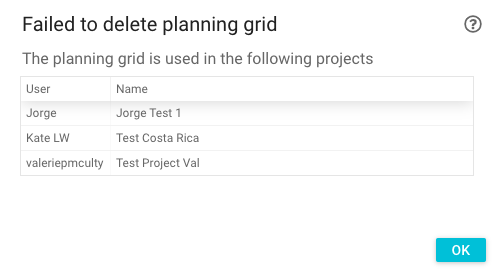 Failed to delete planning grid
?
The planning grid is used in the following projects
User Name
Jorge Jorge Test 1
Kate LW Test Costa Rica
valeriepmculty Test Project Val
OK